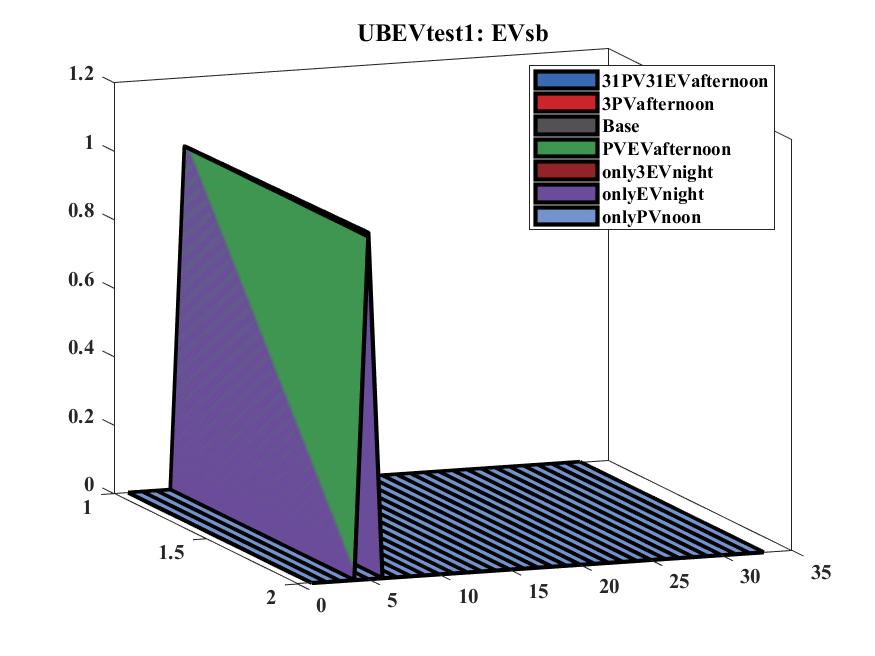 UBEVtest1: EVsb
31PV31EVafternoon
3PVafternoon
Base
PVEVafternoon
only3EVnight
onlyEVnight
onlyPVnoon
1.2
1
0.8
0.6
0.4
0.2
0
1
1.5
2
0
5
10
15
20
25
30
35